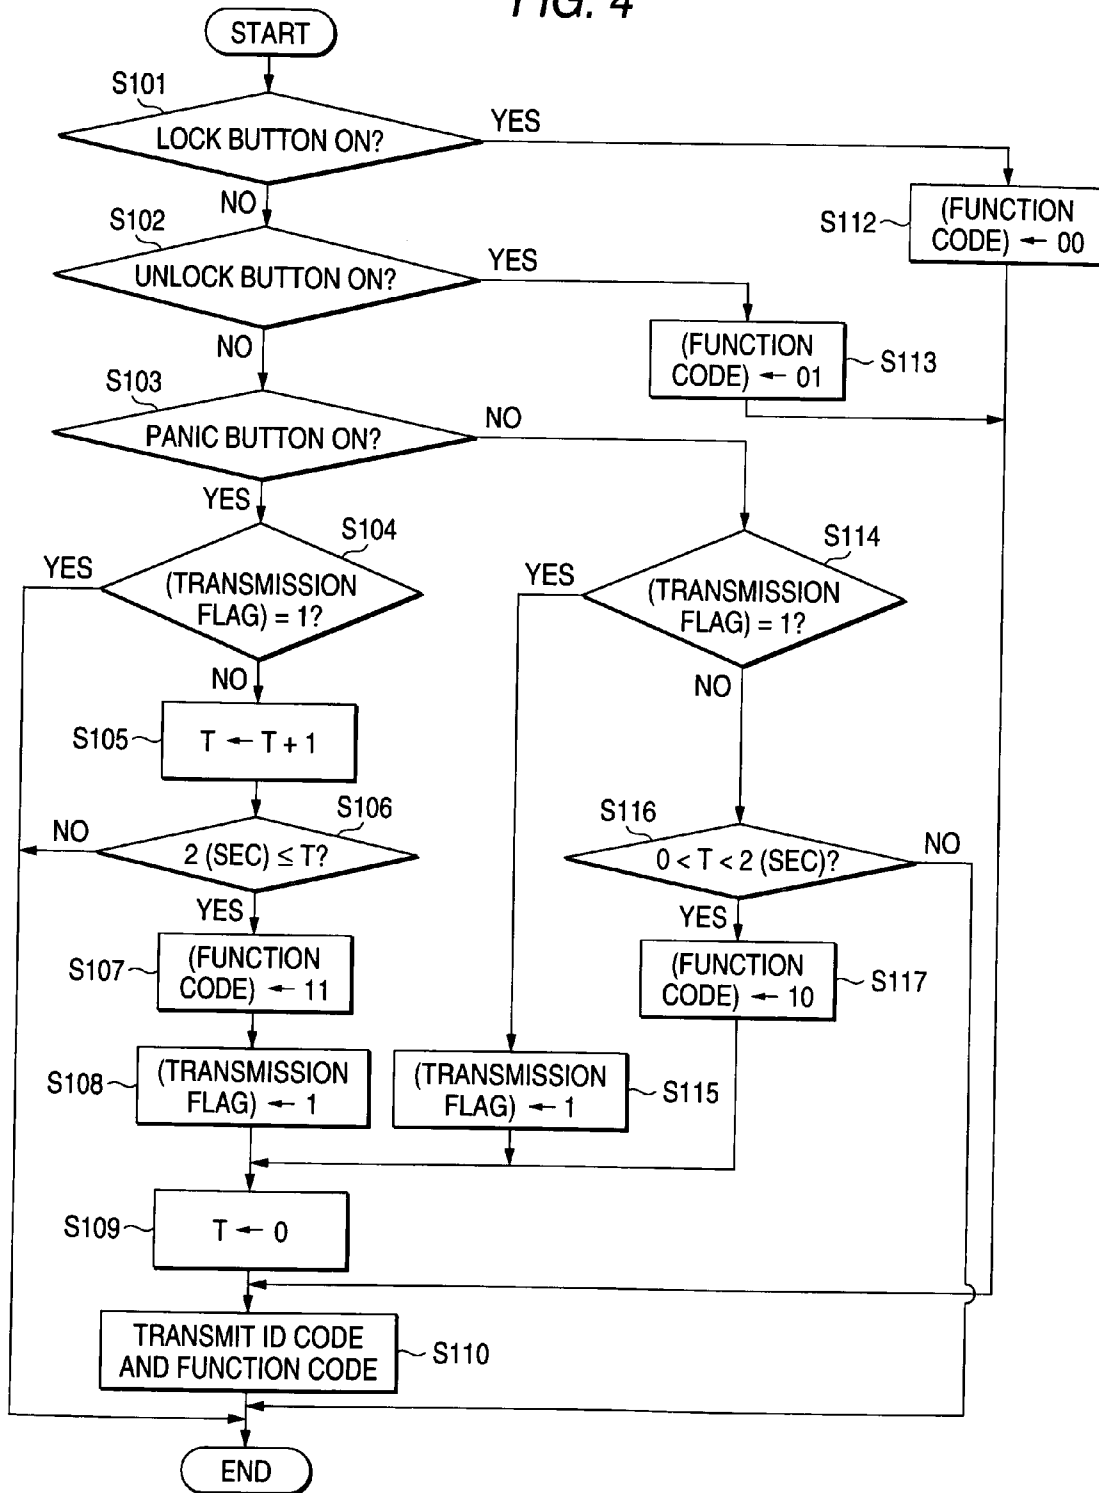 FIG. 4
START
S101
LOCK BUTTON ON?
YES
NO
S112
(FUNCTION
CODE) ← 00
S102
UNLOCK BUTTON ON?
YES
NO
(FUNCTION
CODE) ← 01
S113
S103
PANIC BUTTON ON?
NO
YES
S104
(TRANSMISSION
FLAG) = 1?
YES
NO
S114
(TRANSMISSION
FLAG) = 1?
YES
NO
S105
T ← T + 1
S106
2 (SEC) ≤ T?
NO
YES
S116
0 < T < 2 (SEC)?
NO
YES
S107
(FUNCTION
CODE) ← 11
(FUNCTION
CODE) ← 10
S117
S108
(TRANSMISSION
FLAG) ← 1
(TRANSMISSION
FLAG) ← 1
S115
S109
T ← 0
TRANSMIT ID CODE
AND FUNCTION CODE
S110
END